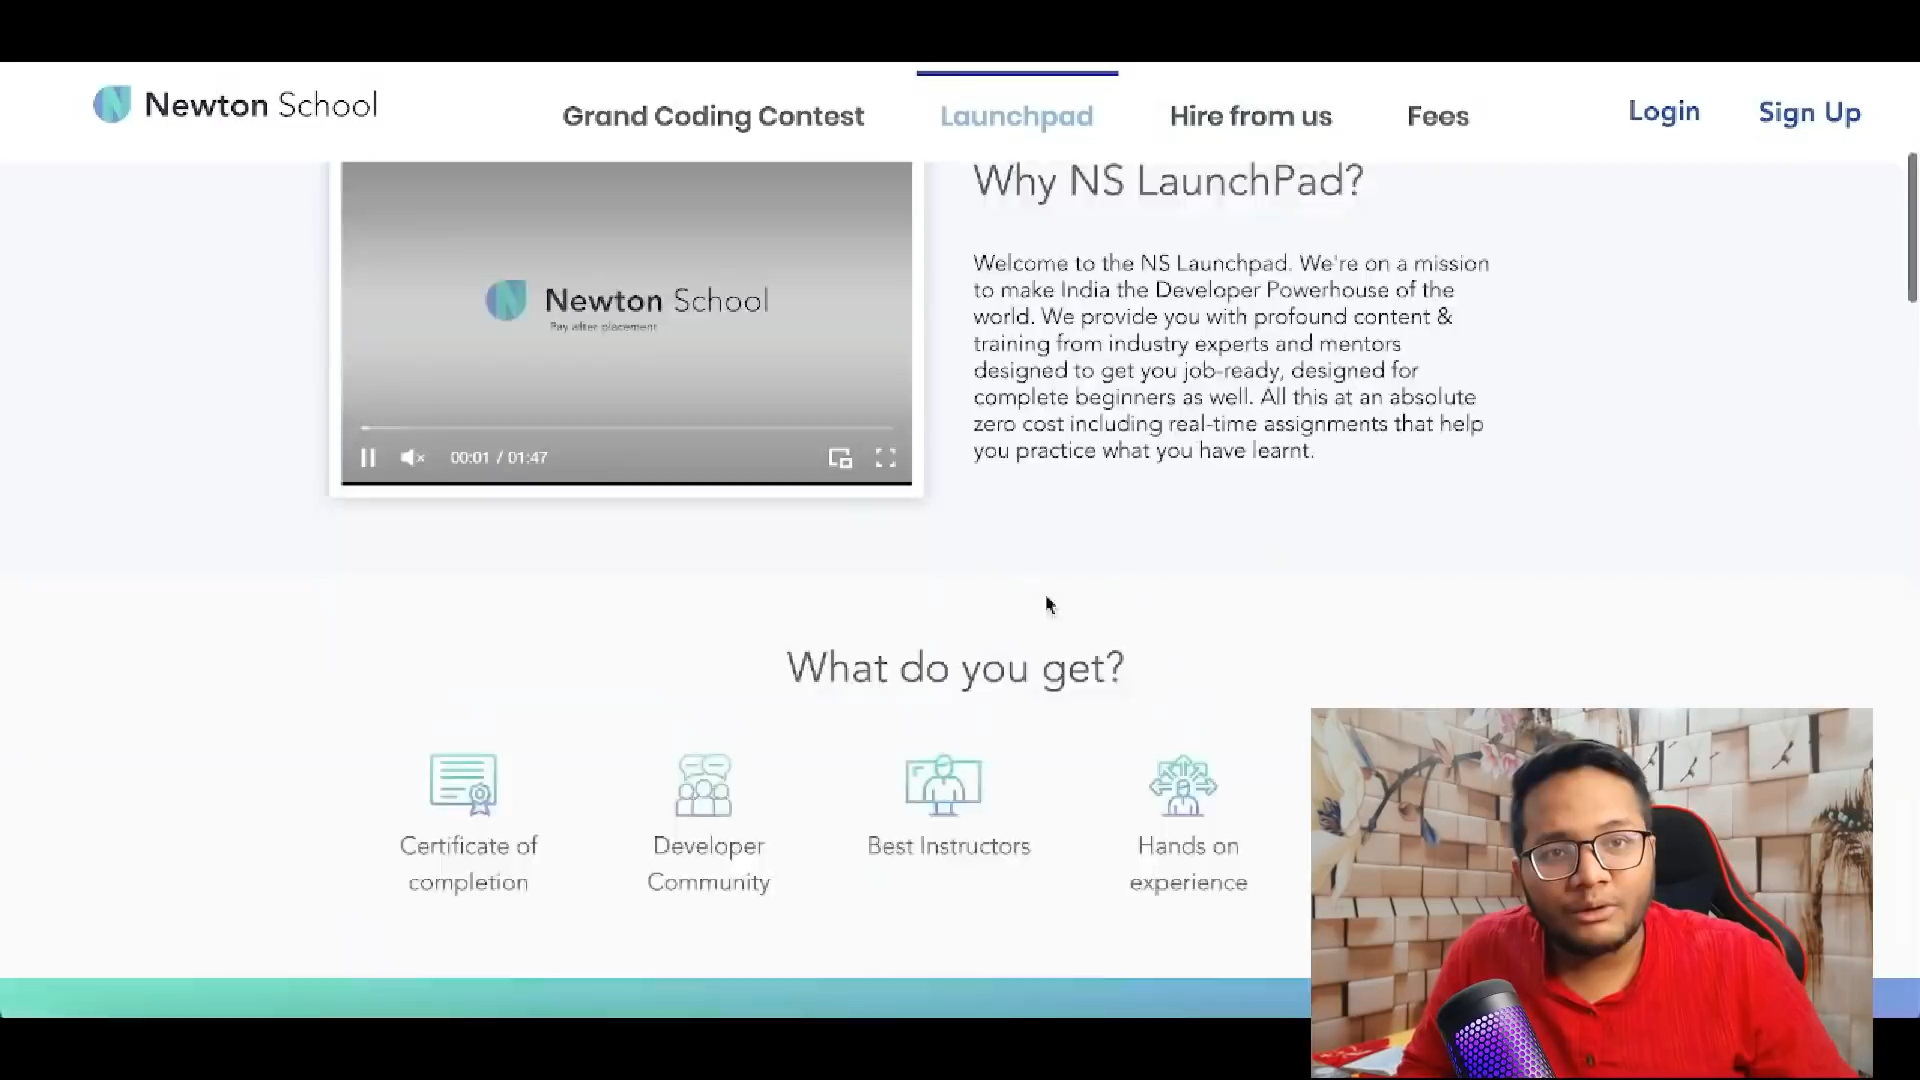 Newton School
Grand Coding Contest
Launchpad
Hire from us
Fees
Login
Sign Up
Newton School
Pay after placement
00:01 / 01:47
Why NS LaunchPad?
Welcome to the NS Launchpad. We're on a mission
to make India the Developer Powerhouse of the
world. We provide you with profound content &
training from industry experts and mentors
designed to get you job-ready, designed for
complete beginners as well. All this at an absolute
zero cost including real-time assignments that help
you practice what you have learnt.
What do you get?
Certificate of
completion
Developer
Community
Best Instructors
Hands on
experience